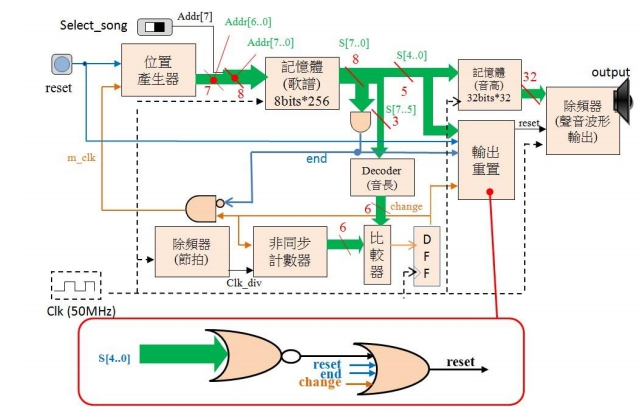 Select_song
Addr[7]
Addr[6..0]
Addr[7..0]
S[7..0]
S[4..0]
reset
位置
產生器
7
8
記憶體
(歌譜)
8bits*256
8
5
記憶體
(音高)
32bits*32
32
output
除頻器
(聲音波形
輸出)
S[7..5]
3
reset
輸出
重置
m_clk
end
Decoder
(音長)
6
change
除頻器
(節拍)
Clk_div
非同步
計數器
6
比
較
器
D
F
F
Clk (50MHz)
S[4..0]
reset
end
change
reset